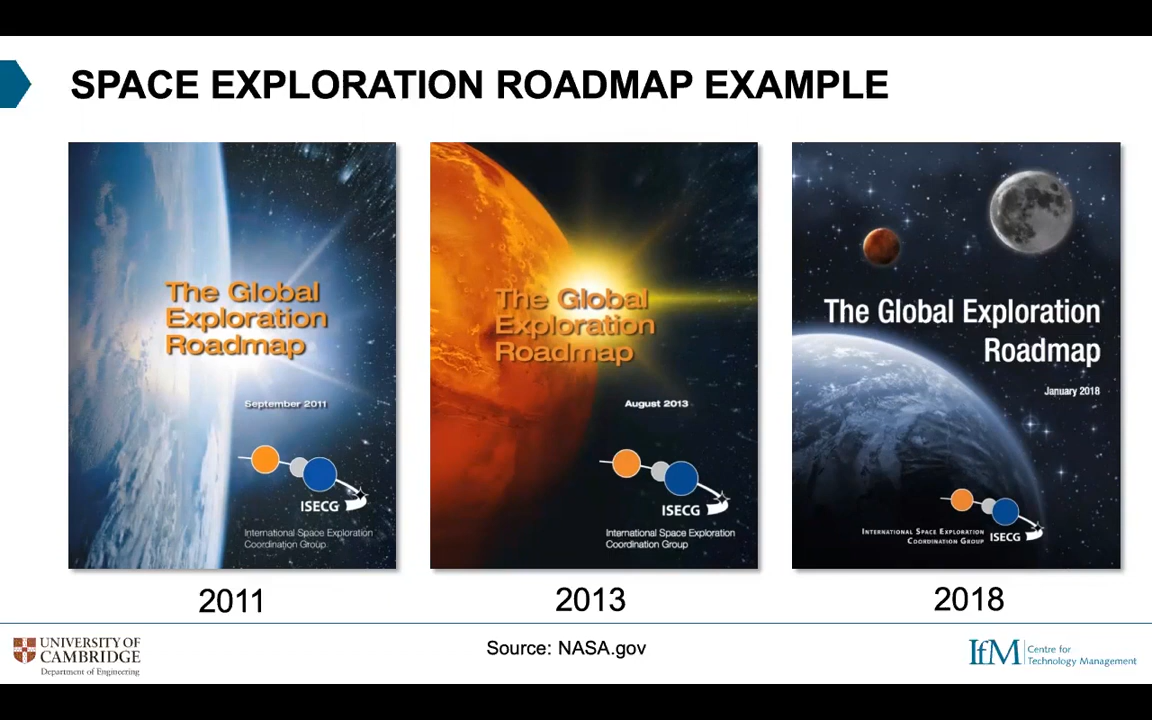 SPACE EXPLORATION ROADMAP EXAMPLE
The Global
Exploration
Roadmap
September 2011
ISECG
International Space Exploration
Coordination Group
2011
The Global
Exploration
Roadmap
August 2013
ISECG
International Space Exploration
Coordination Group
2013
The Global Exploration
Roadmap
January 2018
INTERNATIONAL SPACE EXPLORATION
COORDINATION GROUP
ISECG
2018
UNIVERSITY OF
CAMBRIDGE
Department of Engineering
Source: NASA.gov
IfM
Centre for
Technology Management